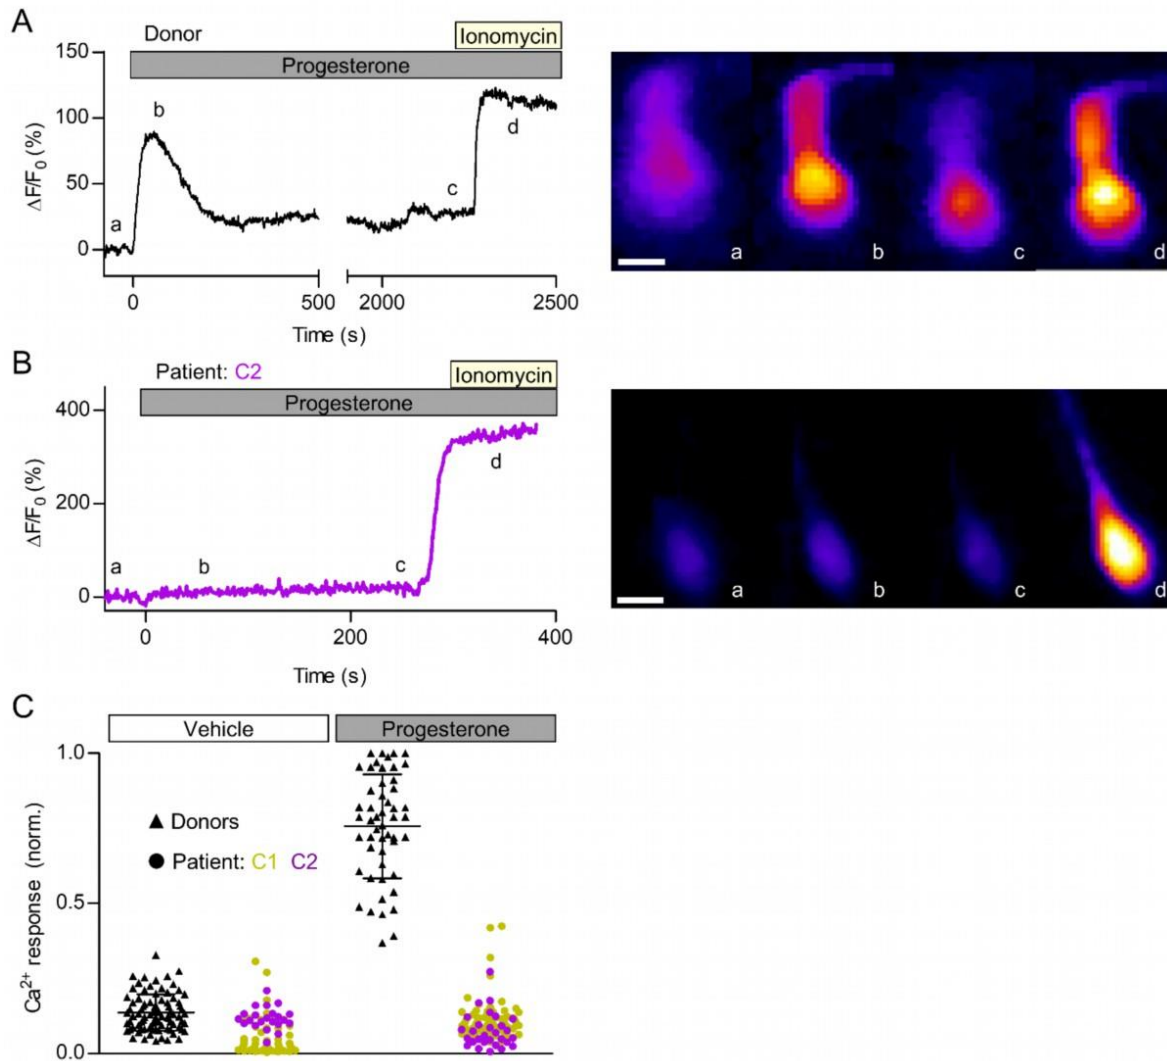 A
Donor
Ionomycin
Progesterone
ΔF/F0 (%)
150
100
50
0
a
b
c
d
0
500
2000
2500
Time (s)
a
b
c
d
B
Patient: C2
Ionomycin
Progesterone
ΔF/F0 (%)
400
200
0
a
b
c
d
0
200
400
Time (s)
a
b
c
d
C
Vehicle
Progesterone
Ca2+ response (norm.)
1.0
0.5
0.0
Donors
Patient: C1 C2